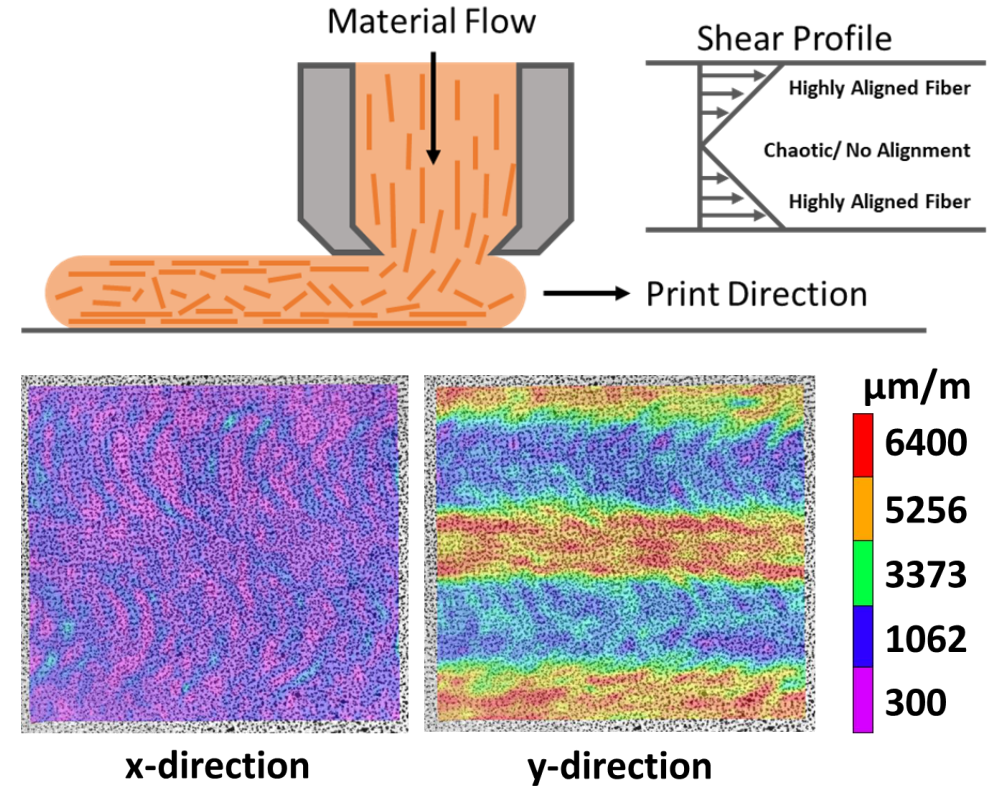 Material Flow
Shear Profile
Highly Aligned Fiber
Chaotic/ No Alignment
Highly Aligned Fiber
Print Direction
µm/m
6400
5256
3373
1062
300
x-direction
y-direction